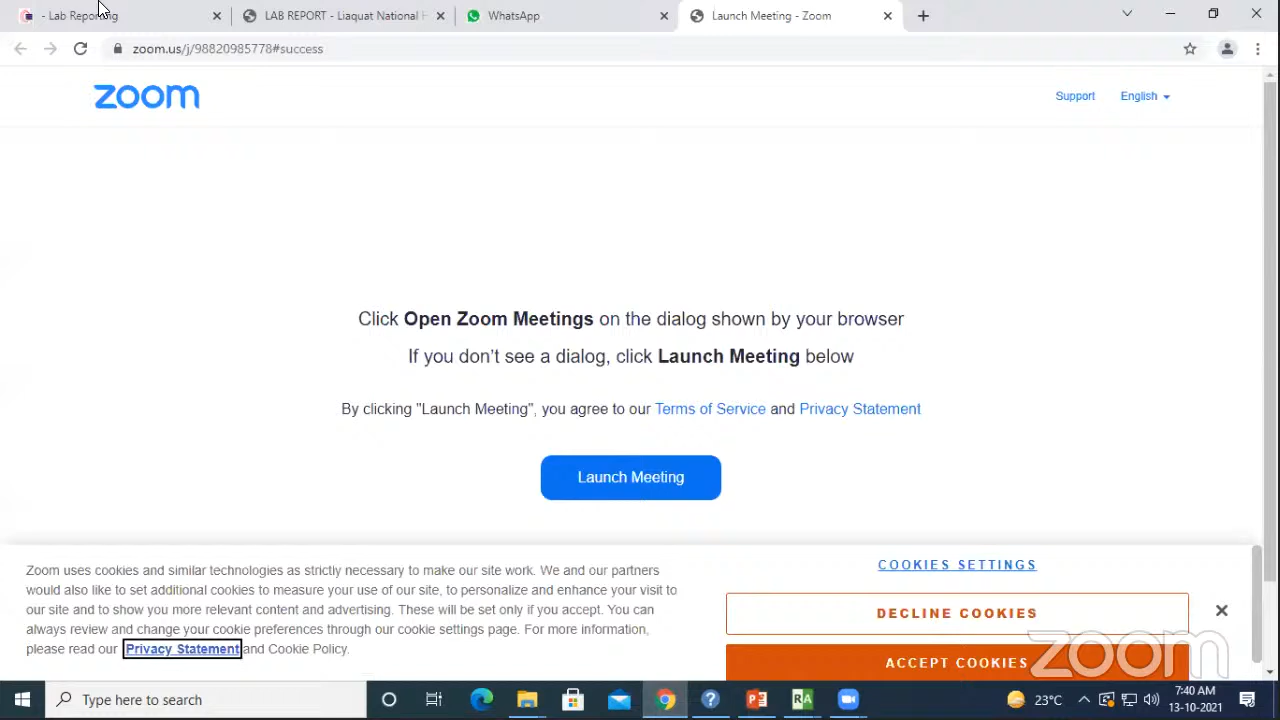 - Lab Reporting
LAB REPORT - Liaquat National H
WhatsApp
Launch Meeting - Zoom
zoom.us/j/98820985778#success
zoom
Support
English
Click Open Zoom Meetings on the dialog shown by your browser
If you don’t see a dialog, click Launch Meeting below
By clicking "Launch Meeting", you agree to our Terms of Service and Privacy Statement
Launch Meeting
Zoom uses cookies and similar technologies as strictly necessary to make our site work. We and our partners
would also like to set additional cookies to measure your use of our site, to personalize and enhance your visit to
our site and to show you more relevant content and advertising. These will be set only if you accept. You can
always review and change your cookie preferences through our cookie settings page. For more information,
please read our Privacy Statement and Cookie Policy.
COOKIES SETTINGS
DECLINE COOKIES
ACCEPT COOKIES
zoom
Type here to search
RA
23°C
7:40 AM
13-10-2021